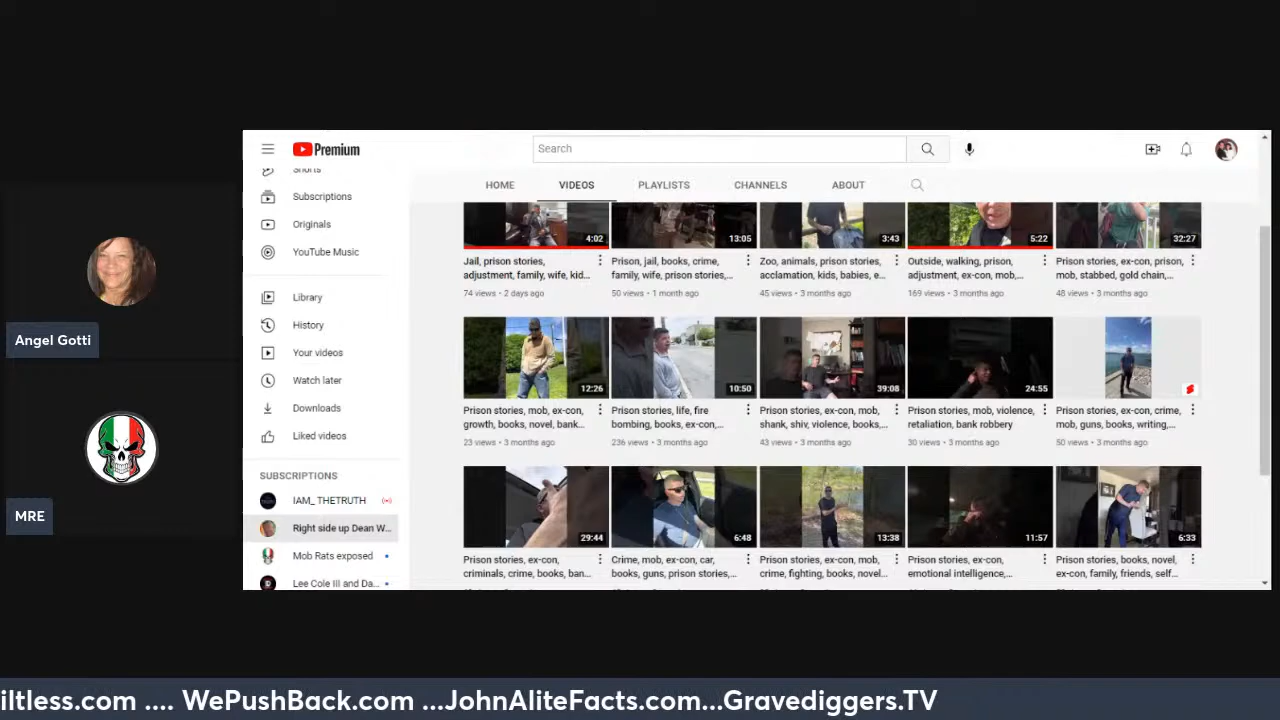 Angel Gotti
MRE
Premium
Search
Shorts
Subscriptions
Originals
YouTube Music
Library
History
Your videos
Watch later
Downloads
Liked videos
SUBSCRIPTIONS
IAM_ THETRUTH
Right side up Dean W...
Mob Rats exposed
Lee Cole III and Da...
HOME
VIDEOS
PLAYLISTS
CHANNELS
ABOUT
4:02
13:05
3:43
5:22
32:27
Jail, prison stories,
adjustment, family, wife, kid...
74 views • 2 days ago
Prison, jail, books, crime,
family, wife, prison stories,...
50 views • 1 month ago
Zoo, animals, prison stories,
acclamation, kids, babies, e...
45 views • 3 months ago
Outside, walking, prison,
adjustment, ex-con, mob,...
169 views • 3 months ago
Prison stories, ex-con, prison,
mob, stabbed, gold chain,...
48 views • 3 months ago
12:26
10:50
39:08
24:55
Prison stories, mob, ex-con,
growth, books, novel, bank...
23 views • 3 months ago
Prison stories, life, fire
bombing, books, ex-con,...
236 views • 3 months ago
Prison stories, ex-con, mob,
shank, shiv, violence, books,...
43 views • 3 months ago
Prison stories, mob, violence,
retaliation, bank robbery
30 views • 3 months ago
Prison stories, ex-con, crime,
mob, guns, books, writing,...
50 views • 3 months ago
29:44
6:48
13:38
11:57
6:33
Prison stories, ex-con,
criminals, crime, books, ban...
Crime, mob, ex-con, car,
books, guns, prison stories,...
Prison stories, ex-con, mob,
crime, fighting, books, novel...
Prison stories, ex-con,
emotional intelligence,...
Prison stories, books, novel,
ex-con, family, friends, self...
iltless.com .... WePushBack.com ...JohnAliteFacts.com...Gravediggers.TV